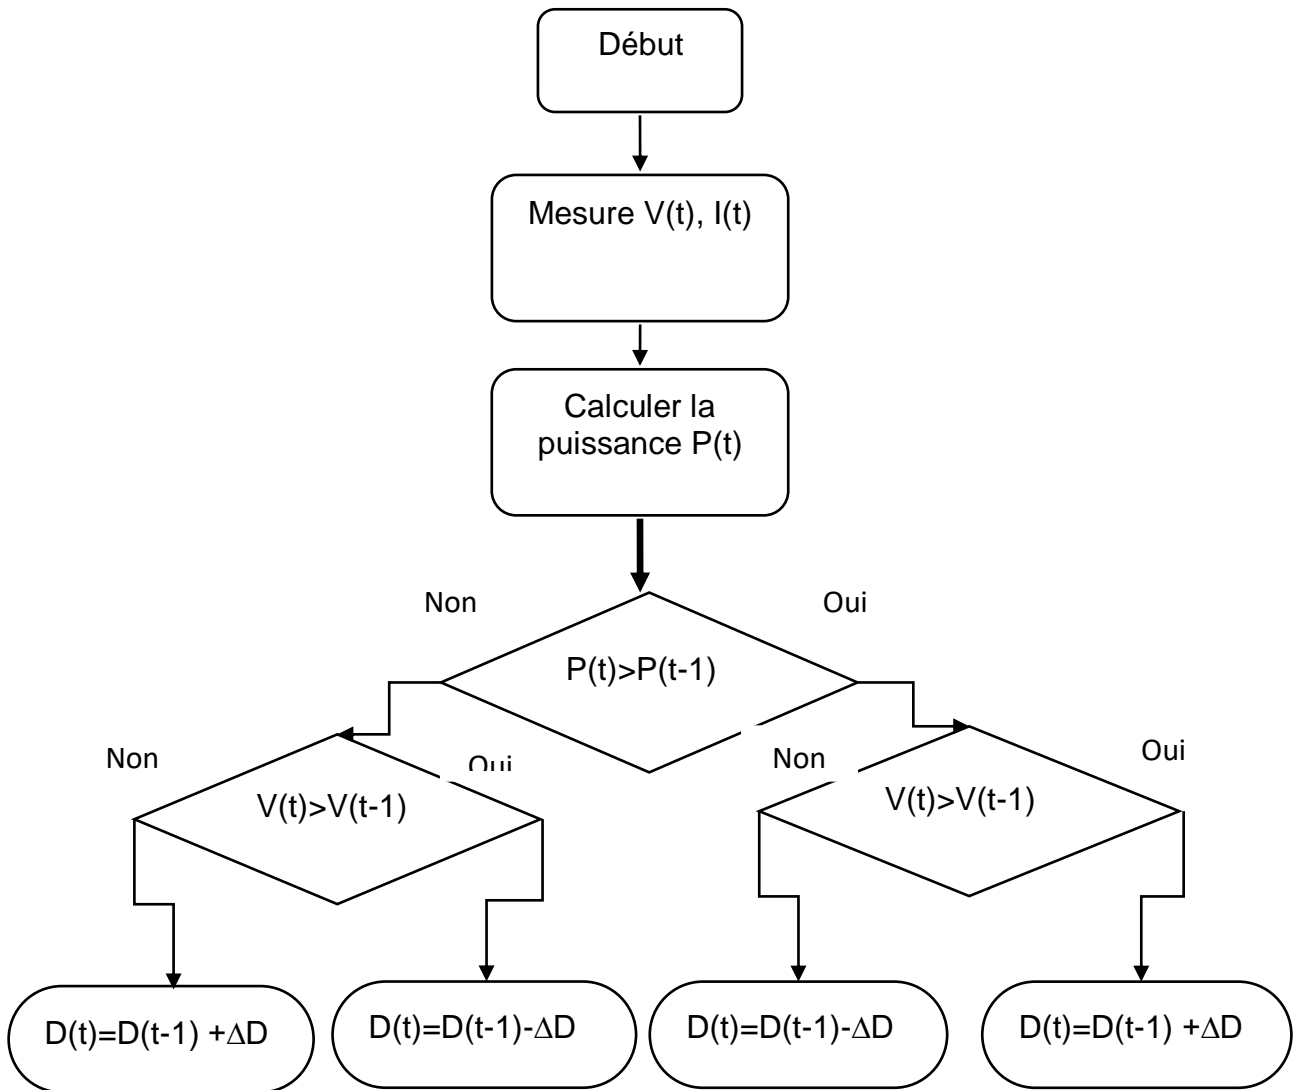 Début
Mesure V(t), I(t)
Calculer la
puissance P(t)
Non
Oui
P(t)>P(t-1)
Non
Oui
Non
Oui
V(t)>V(t-1)
V(t)>V(t-1)
D(t)=D(t-1) +ΔD
D(t)=D(t-1)-ΔD
D(t)=D(t-1)-ΔD
D(t)=D(t-1) +ΔD